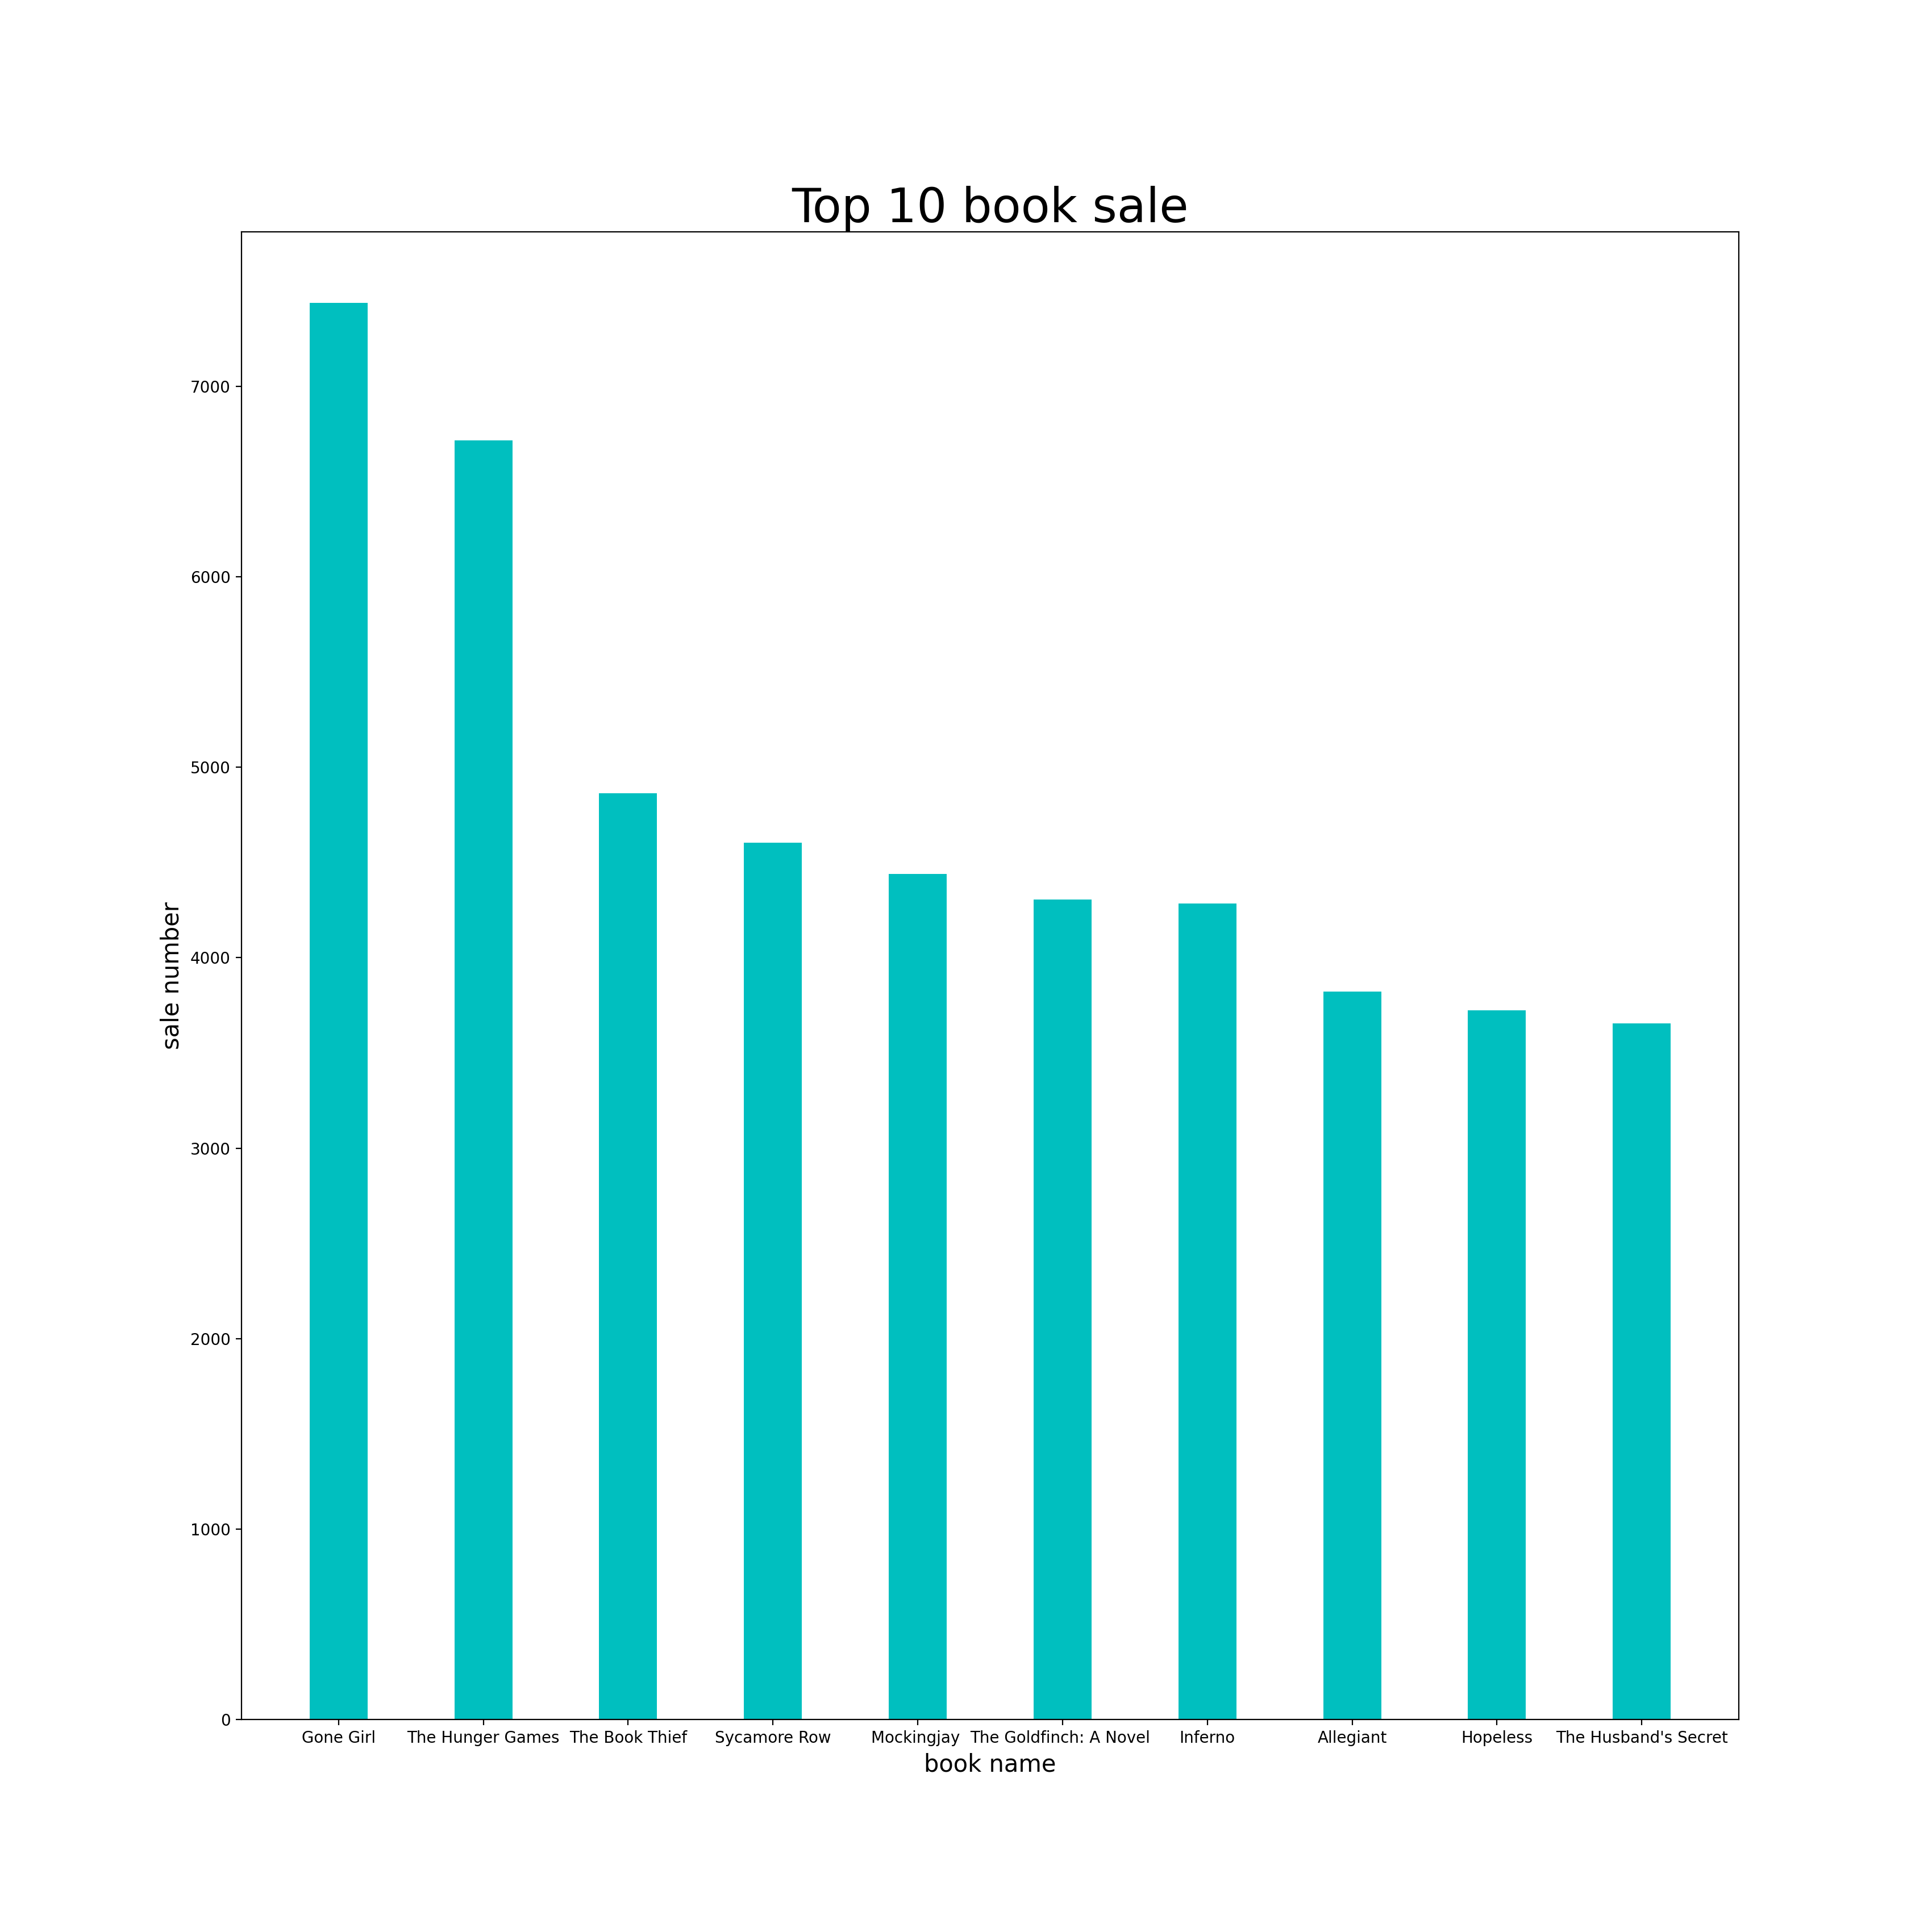 Top 10 book sale
7000
6000
5000
4000
3000
2000
1000
0
sale number
Gone Girl The Hunger Games The Book Thief Sycamore Row Mockingjay The Goldfinch: A Novel Inferno Allegiant Hopeless The Husband's Secret
book name